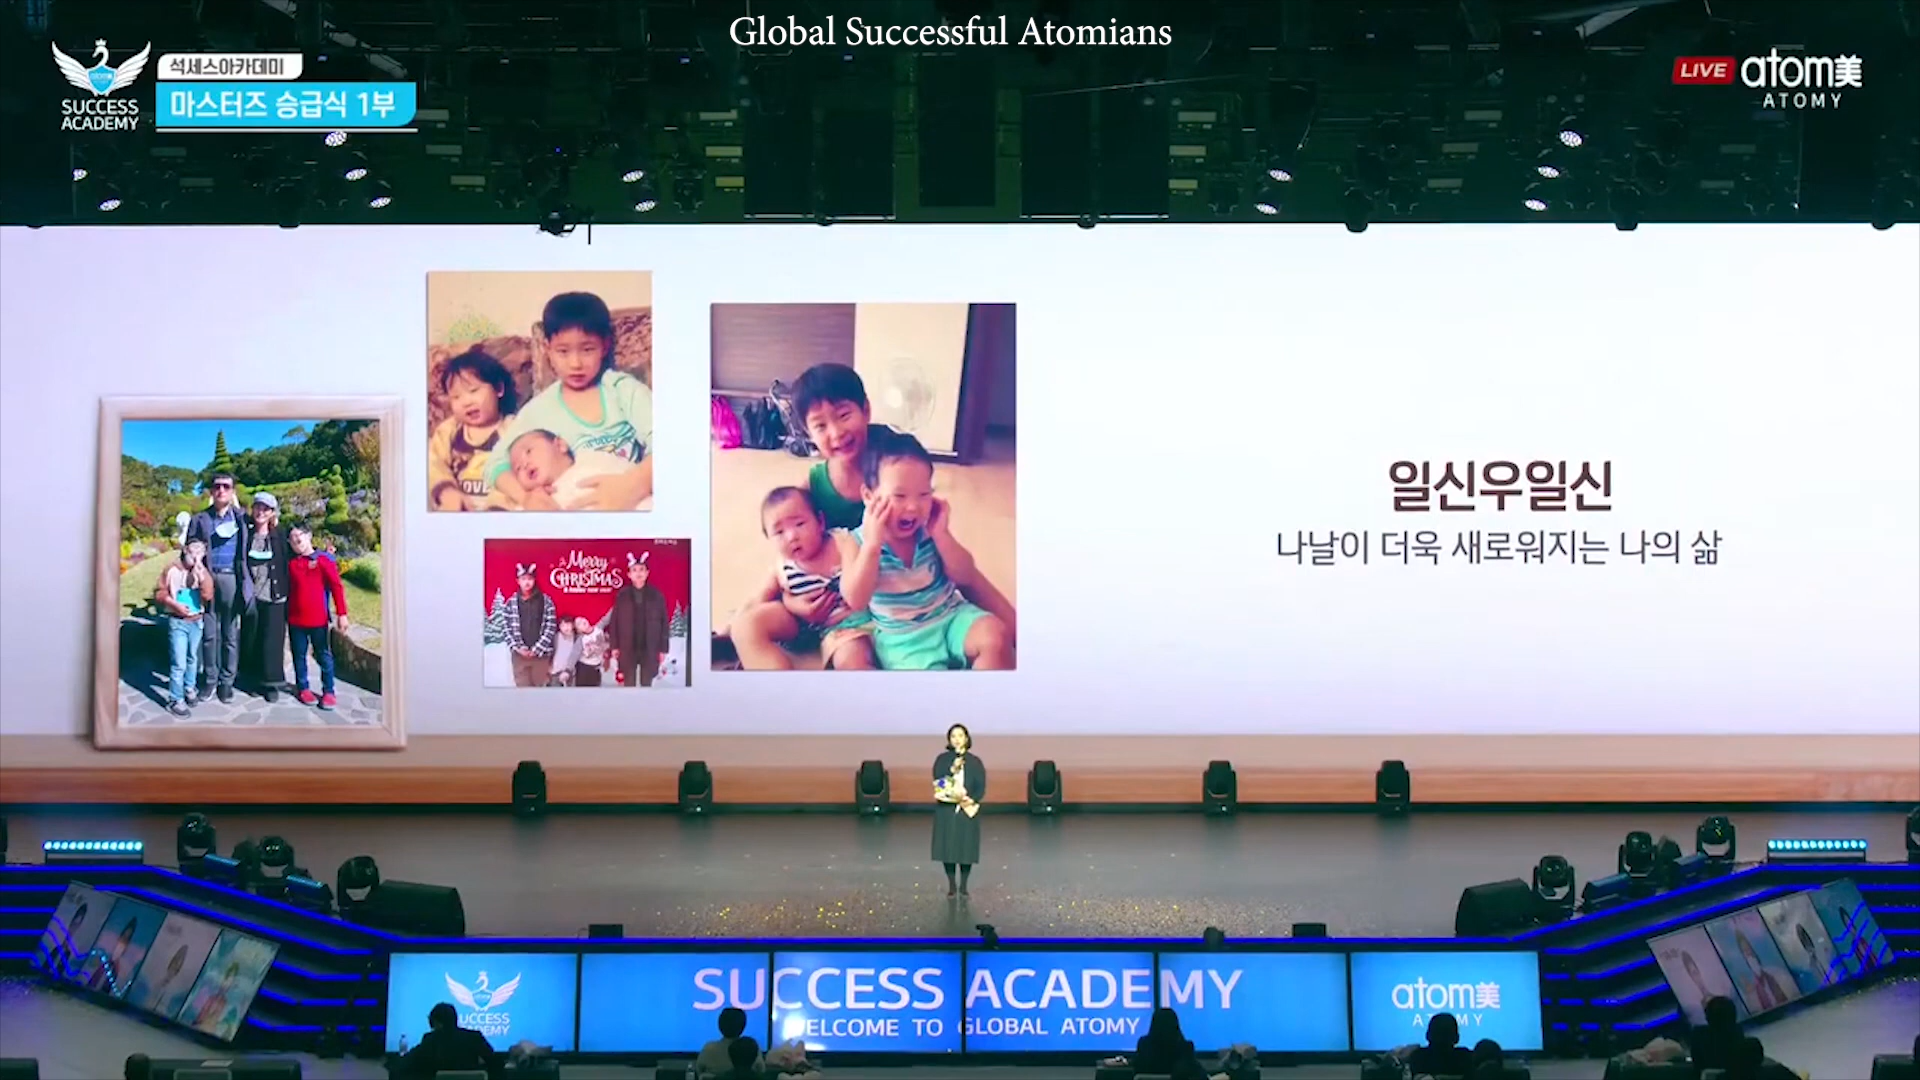 Global Successful Atomians
석세스아카데미
마스터즈 승급식 1부
SUCCESS
ACADEMY
LIVE atom美
ATOMY
Merry
CHRISTMAS
일신우일신
나날이 더욱 새로워지는 나의 삶
SUCCESS ACADEMY
WELCOME TO GLOBAL ATOMY
SUCCESS
ACADEMY
atom美
ATOMY